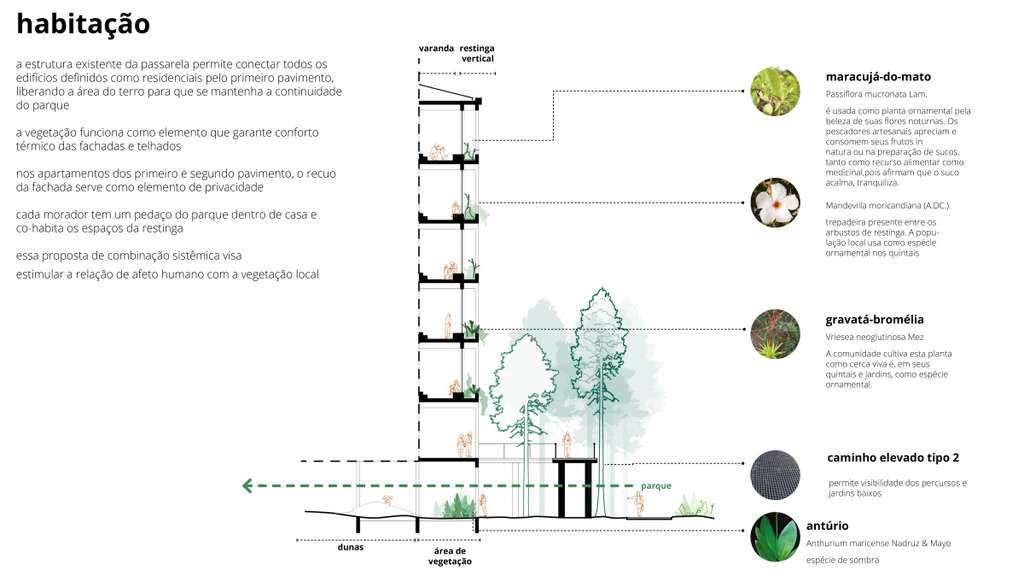 habitação
a estrutura existente da passarela permite conectar todos os
edifícios definidos como residenciais pelo primeiro pavimento,
liberando a área do terro para que se mantenha a continuidade
do parque
a vegetação funciona como elemento que garante conforto
térmico das fachadas e telhados
nos apartamentos dos primeiro e segundo pavimento, o recuo
da fachada serve como elemento de privacidade
cada morador tem um pedaço do parque dentro de casa e
co-habita os espaços da restinga
essa proposta de combinação sistêmica visa
estimular a relação de afeto humano com a vegetação local
varanda
restinga
vertical
maracujá-do-mato
Passiflora mucronata Lam.
é usada como planta ornamental pela
beleza de suas flores noturnas. Os
pescadores artesanais apreciam e
consomem seus frutos in
natura ou na preparação de sucos,
tanto como recurso alimentar como
medicinal,pois afirmam que o suco
acalma, tranquiliza.
Mandevilla moricandiana (A.DC.)
trepadeira presente entre os
arbustos de restinga. A popu-
lação local usa como espécie
ornamental nos quintais
gravatá-bromélia
Vriesea neoglutinosa Mez
A comunidade cultiva esta planta
como cerca viva e, em seus
quintais e jardins, como espécie
ornamental.
caminho elevado tipo 2
permite visibilidade dos percursos e
jardins baixos
parque
antúrio
Anthurium maricense Nadruz & Mayo
espécie de sombra
dunas
área de
vegetação